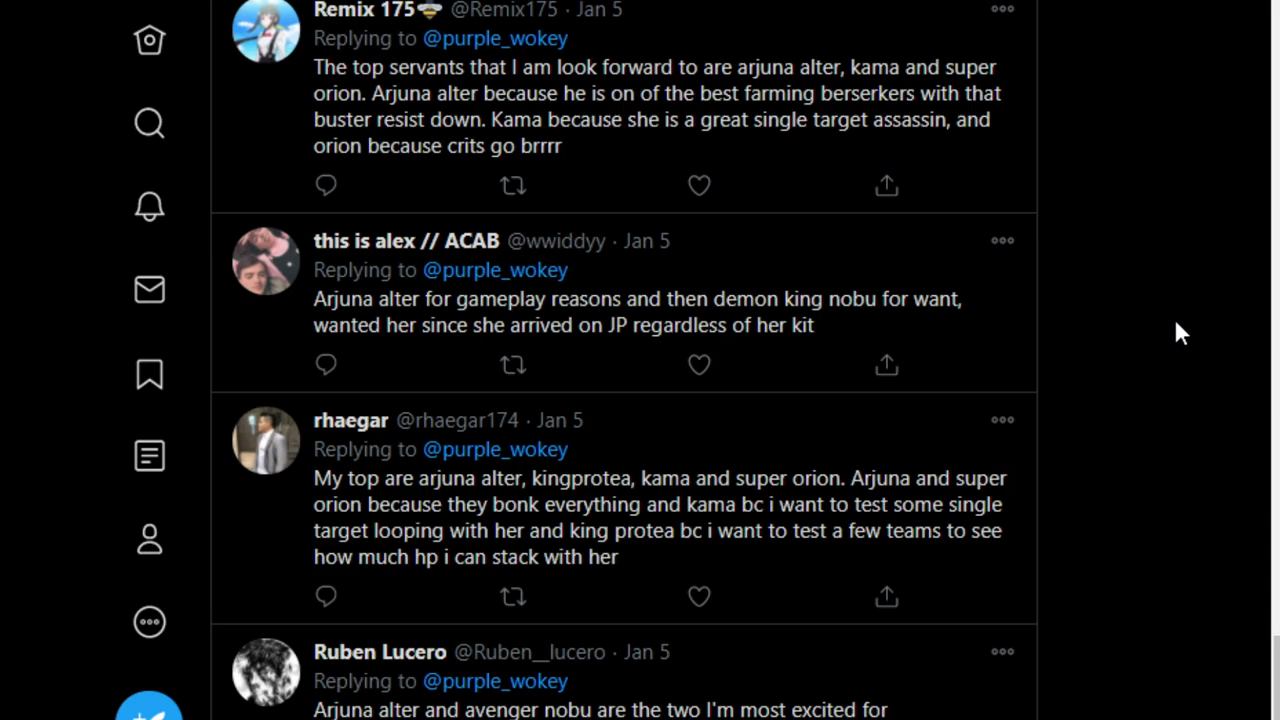 Remix 175🐝 @Remix175 · Jan 5
Replying to @purple_wokey
The top servants that I am look forward to are arjuna alter, kama and super
orion. Arjuna alter because he is on of the best farming berserkers with that
buster resist down. Kama because she is a great single target assassin, and
orion because crits go brrrr
this is alex // ACAB @wwiddyy · Jan 5
Replying to @purple_wokey
Arjuna alter for gameplay reasons and then demon king nobu for want,
wanted her since she arrived on JP regardless of her kit
rhaegar @rhaegar174 · Jan 5
Replying to @purple_wokey
My top are arjuna alter, kingprotea, kama and super orion. Arjuna and super
orion because they bonk everything and kama bc i want to test some single
target looping with her and king protea bc i want to test a few teams to see
how much hp i can stack with her
Ruben Lucero @Ruben__lucero · Jan 5
Replying to @purple_wokey
Arjuna alter and avenger nobu are the two I'm most excited for